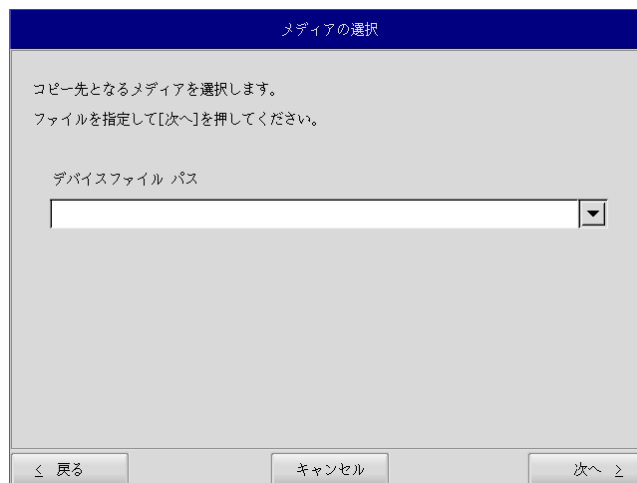 メディアの選択
コピー先となるメディアを選択します。
ファイルを指定して[次へ]を押してください。
デバイスファイル パス
< 戻る
キャンセル
次へ >